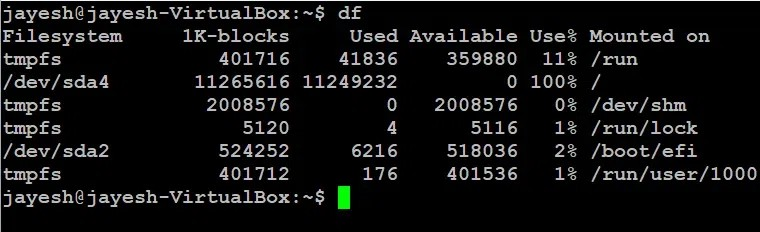 jayesh@jayesh-VirtualBox:~$ df
Filesystem     1K-blocks     Used Available Use% Mounted on
tmpfs             401716    41836    359880  11% /run
/dev/sda4       11265616 11249232         0 100% /
tmpfs            2008576        0   2008576   0% /dev/shm
tmpfs               5120        4      5116   1% /run/lock
/dev/sda2         524252     6216    518036   2% /boot/efi
tmpfs             401712      176    401536   1% /run/user/1000
jayesh@jayesh-VirtualBox:~$